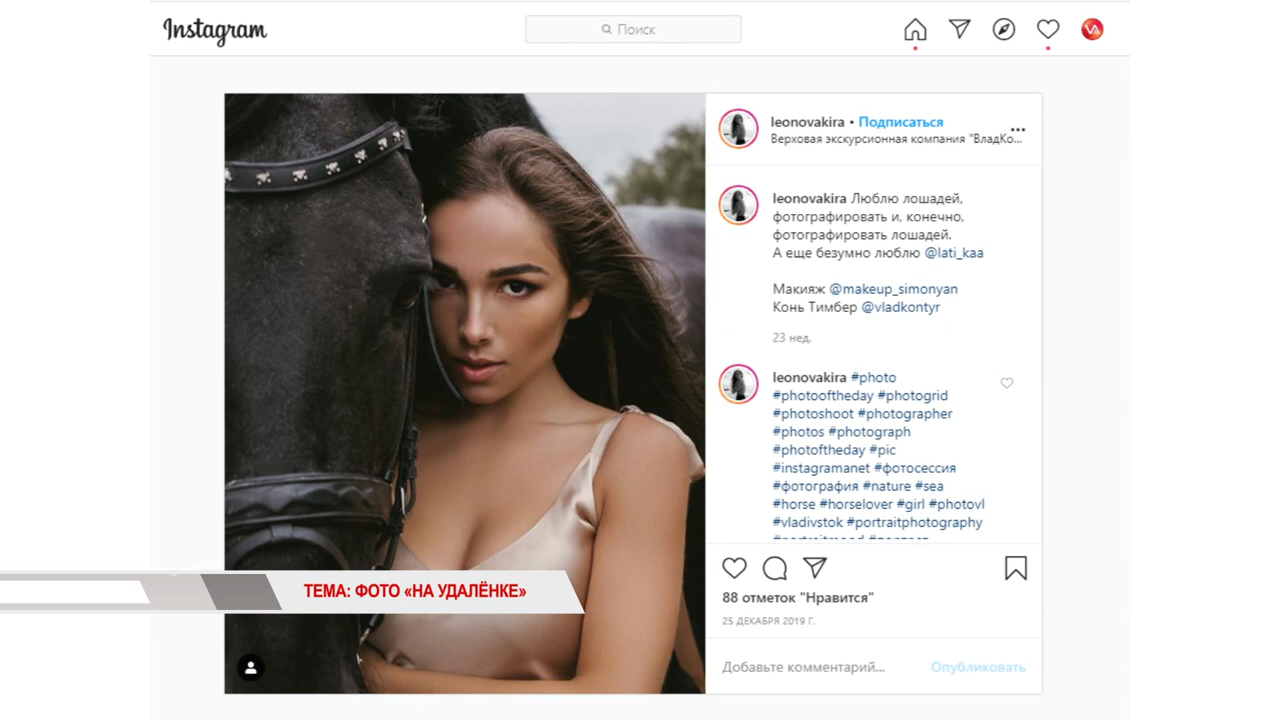 Instagram
Поиск
VA
leonovakira • Подписаться
Верховая экскурсионная компания "ВладКо...
leonovakira Люблю лошадей,
фотографировать и, конечно,
фотографировать лошадей.
А еще безумно люблю @lati_kaa
Макияж @makeup_simonyan
Конь Тимбер @vladkontyr
23 нед.
leonovakira #photo
#photooftheday #photogrid
#photoshoot #photographer
#photos #photograph
#photoftheday #pic
#instagramanet #фотосессия
#фотография #nature #sea
#horse #horselover #girl #photovl
#vladivstok #portraitphotography
88 отметок "Нравится"
25 ДЕКАБРЯ 2019 Г.
Добавьте комментарий...
Опубликовать
ТЕМА: ФОТО «НА УДАЛЁНКЕ»